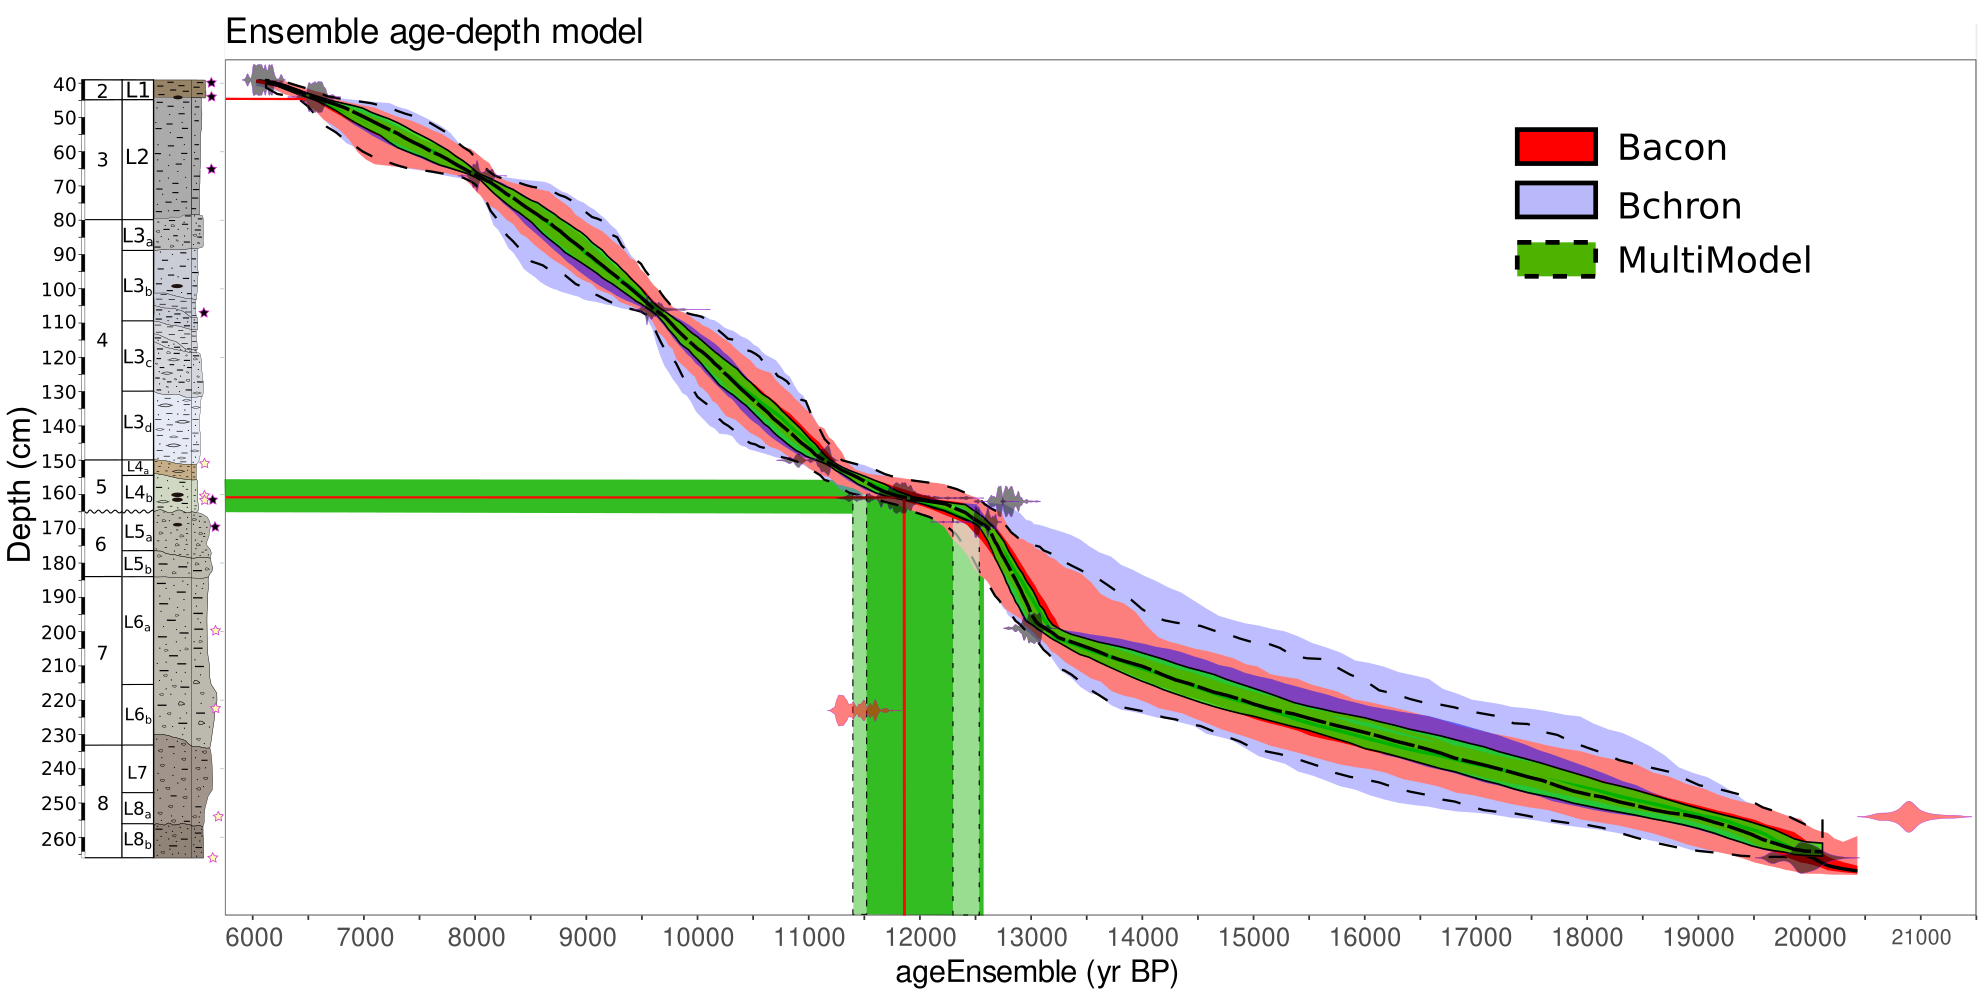 Ensemble age-depth model
Depth (cm)
40
50
60
70
80
90
100
110
120
130
140
150
160
170
180
190
200
210
220
230
240
250
260
2
3
4
5
6
7
8
L1
L2
L3a
L3b
L3c
L3d
L4a
L4b
L5a
L5b
L6a
L6b
L7
L8a
L8b
Bacon
Bchron
MultiModel
6000 7000 8000 9000 10000 11000 12000 13000 14000 15000 16000 17000 18000 19000 20000 21000
ageEnsemble (yr BP)